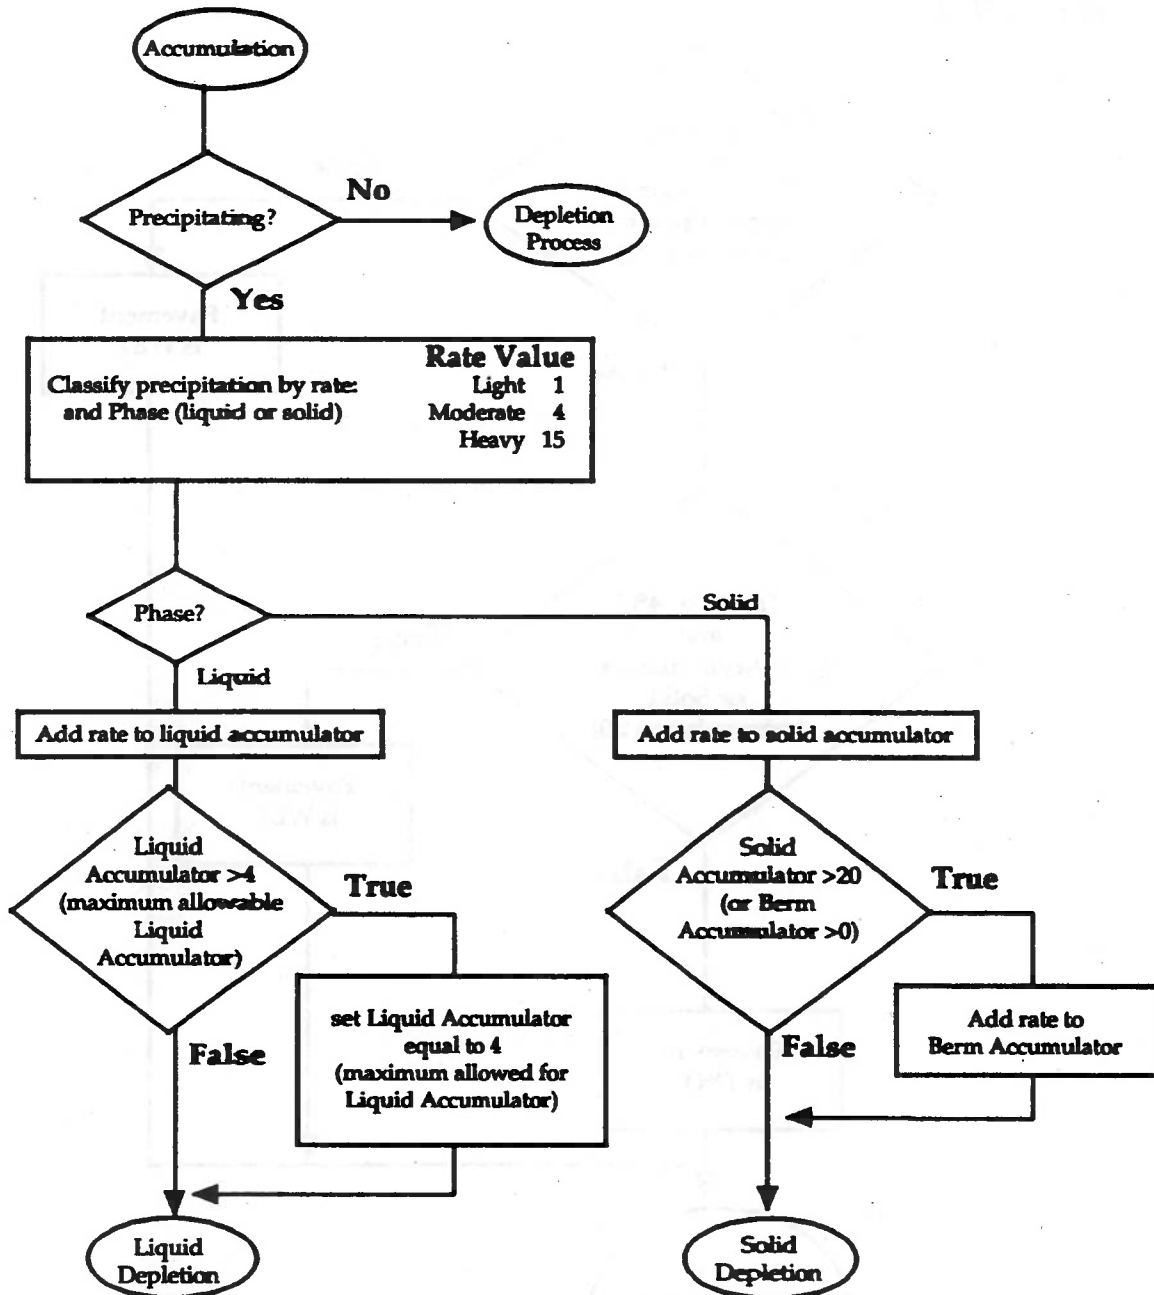 Accumulation
Precipitating?
No
Depletion
Process
Yes
Classify precipitation by rate:
and Phase (liquid or solid)
Rate Value
Light 1
Moderate 4
Heavy 15
Phase?
Solid
Liquid
Add rate to liquid accumulator
Add rate to solid accumulator
Liquid
Accumulator >4
(maximum allowable
Liquid
Accumulator)
True
False
set Liquid Accumulator
equal to 4
(maximum allowed for
Liquid Accumulator)
Solid
Accumulator >20
(or Berm
Accumulator >0)
True
False
Add rate to
Berm Accumulator
Liquid
Depletion
Solid
Depletion